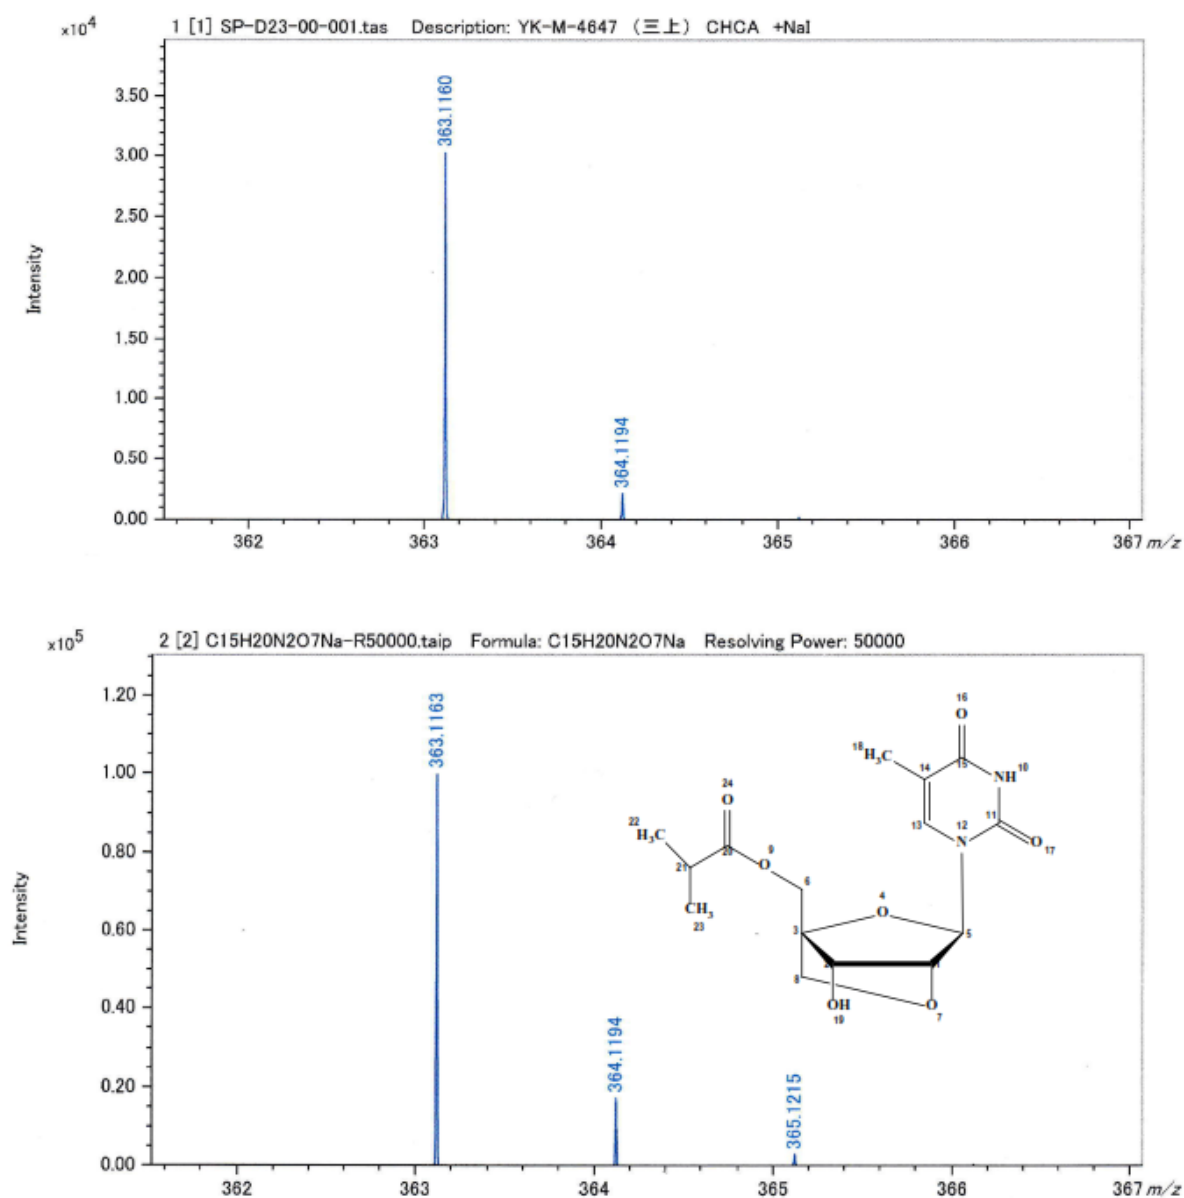 ×10⁴
1 [1] SP-D23-00-001.tas Description: YK-M-4647 (三上) CHCA +NaI
3.50
3.00
2.50
2.00
1.50
1.00
0.50
0.00
Intensity
363.1160
364.1194
362 363 364 365 366 367 m/z
×10⁵
2 [2] C15H20N2O7Na-R50000.taip Formula: C15H20N2O7Na Resolving Power: 50000
1.20
1.00
0.80
0.60
0.40
0.20
0.00
Intensity
363.1163
364.1194
365.1215
16
O
18 H₃C
14
15
NH 10
24
O
13
12
N
11
O 17
22
H₃C
20
9
O
21
6
CH₃
23
4
O
3
5
8
OH
19
O
7
362 363 364 365 366 367 m/z